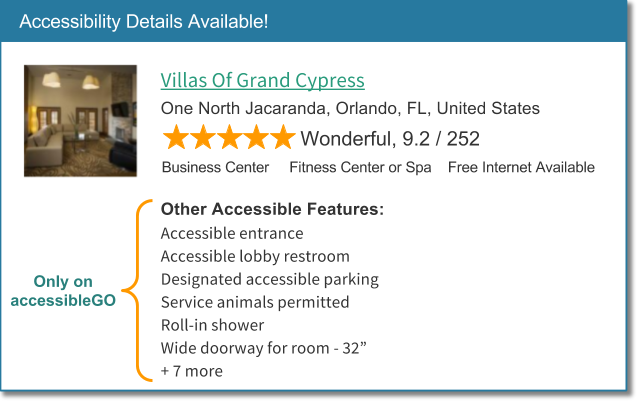 Accessibility Details Available!
Villas Of Grand Cypress
One North Jacaranda, Orlando, FL, United States
Wonderful, 9.2 / 252
Business Center Fitness Center or Spa Free Internet Available
Other Accessible Features:
Accessible entrance
Accessible lobby restroom
Designated accessible parking
Service animals permitted
Roll-in shower
Wide doorway for room - 32”
+ 7 more
Only on
accessibleGO